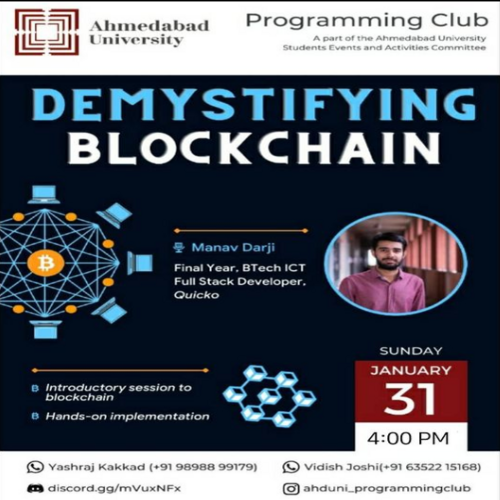 Ahmedabad
University
Programming Club
A part of the Ahmedabad University
Students Events and Activities Committee
DEMYSTIFYING
BLOCKCHAIN
Manav Darji
Final Year, BTech ICT
Full Stack Developer,
Quicko
Introductory session to
blockchain
Hands-on implementation
SUNDAY
JANUARY
31
4:00 PM
Yashraj Kakkad (+91 98988 99179)
Vidish Joshi(+91 63522 15168)
discord.gg/mVuxNFx
ahduni_programmingclub